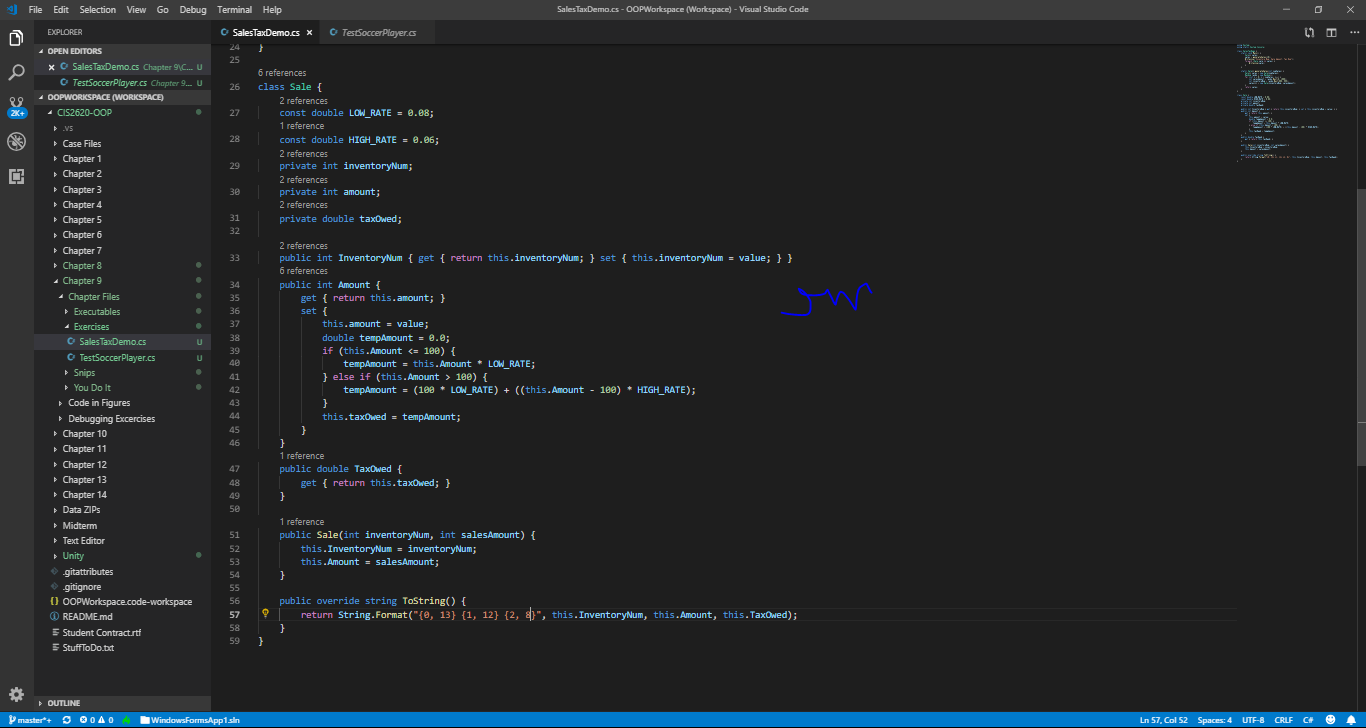 File Edit Selection View Go Debug Terminal Help
SalesTaxDemo.cs - OOPWorkspace (Workspace) - Visual Studio Code
EXPLORER
OPEN EDITORS
SalesTaxDemo.cs Chapter 9\C... U
TestSoccerPlayer.cs Chapter 9... U
OOPWORKSPACE (WORKSPACE)
2K+
CIS2620-OOP
.vs
Case Files
Chapter 1
Chapter 2
Chapter 3
Chapter 4
Chapter 5
Chapter 6
Chapter 7
Chapter 8
Chapter 9
Chapter Files
Executables
Exercises
SalesTaxDemo.cs U
TestSoccerPlayer.cs U
Snips
You Do It
Code in Figures
Debugging Excercises
Chapter 10
Chapter 11
Chapter 12
Chapter 13
Chapter 14
Data ZIPs
Midterm
Text Editor
Unity
.gitattributes
.gitignore
OOPWorkspace.code-workspace
README.md
Student Contract.rtf
StuffToDo.txt
OUTLINE
SalesTaxDemo.cs TestSoccerPlayer.cs
24 }
25
6 references
26 class Sale {
2 references
27 const double LOW_RATE = 0.08;
1 reference
28 const double HIGH_RATE = 0.06;
2 references
29 private int inventoryNum;
2 references
30 private int amount;
2 references
31 private double taxOwed;
32
2 references
33 public int InventoryNum { get { return this.inventoryNum; } set { this.inventoryNum = value; } }
6 references
34 public int Amount {
35 get { return this.amount; }
36 set {
37 this.amount = value;
38 double tempAmount = 0.0;
39 if (this.Amount <= 100) {
40 tempAmount = this.Amount * LOW_RATE;
41 } else if (this.Amount > 100) {
42 tempAmount = (100 * LOW_RATE) + ((this.Amount - 100) * HIGH_RATE);
43 }
44 this.taxOwed = tempAmount;
45 }
46 }
1 reference
47 public double TaxOwed {
48 get { return this.taxOwed; }
49 }
50
1 reference
51 public Sale(int inventoryNum, int salesAmount) {
52 this.InventoryNum = inventoryNum;
53 this.Amount = salesAmount;
54 }
55
56 public override string ToString() {
57 return String.Format("{0, 13} {1, 12} {2, 8}", this.InventoryNum, this.Amount, this.TaxOwed);
58 }
59 }
master*+ 0 0 WindowsFormsApp1.sln
Ln 57, Col 52 Spaces: 4 UTF-8 CRLF C#